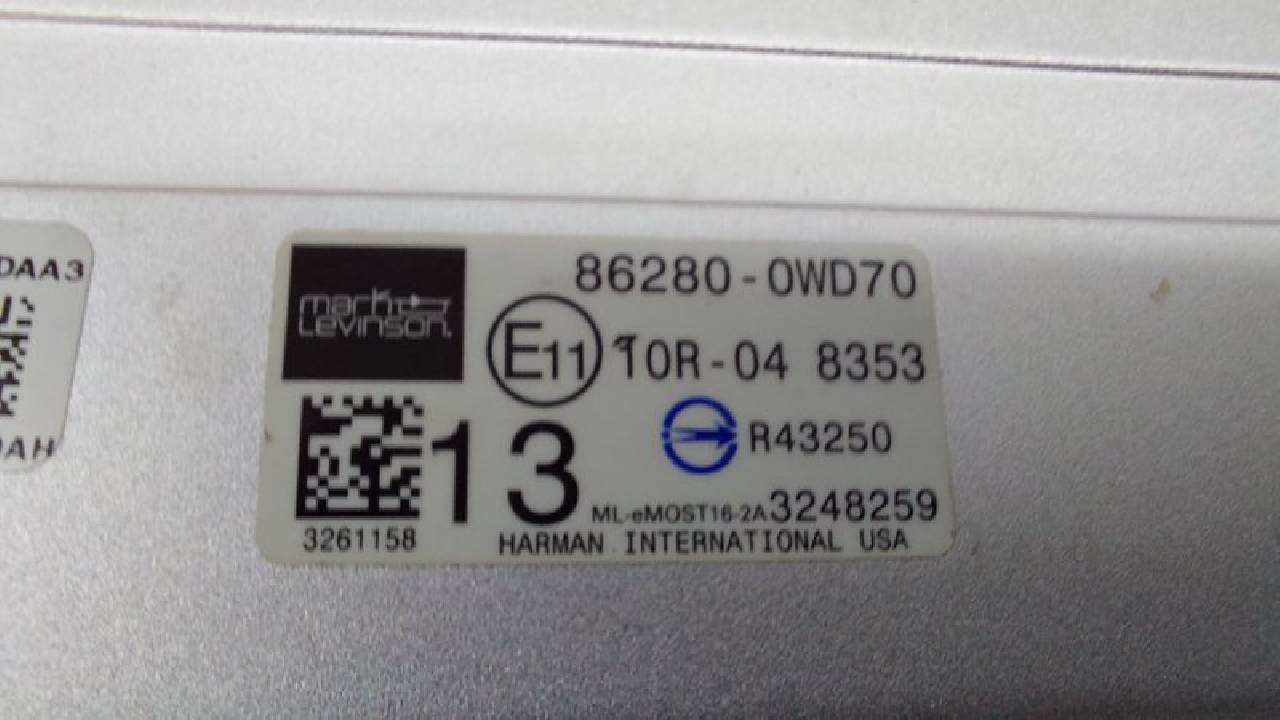 DAA3
AH
mark
Levinson.
86280-0WD70
E11 10R-04 8353
R43250
13
ML-eMOST16-2A 3248259
3261158
HARMAN INTERNATIONAL USA